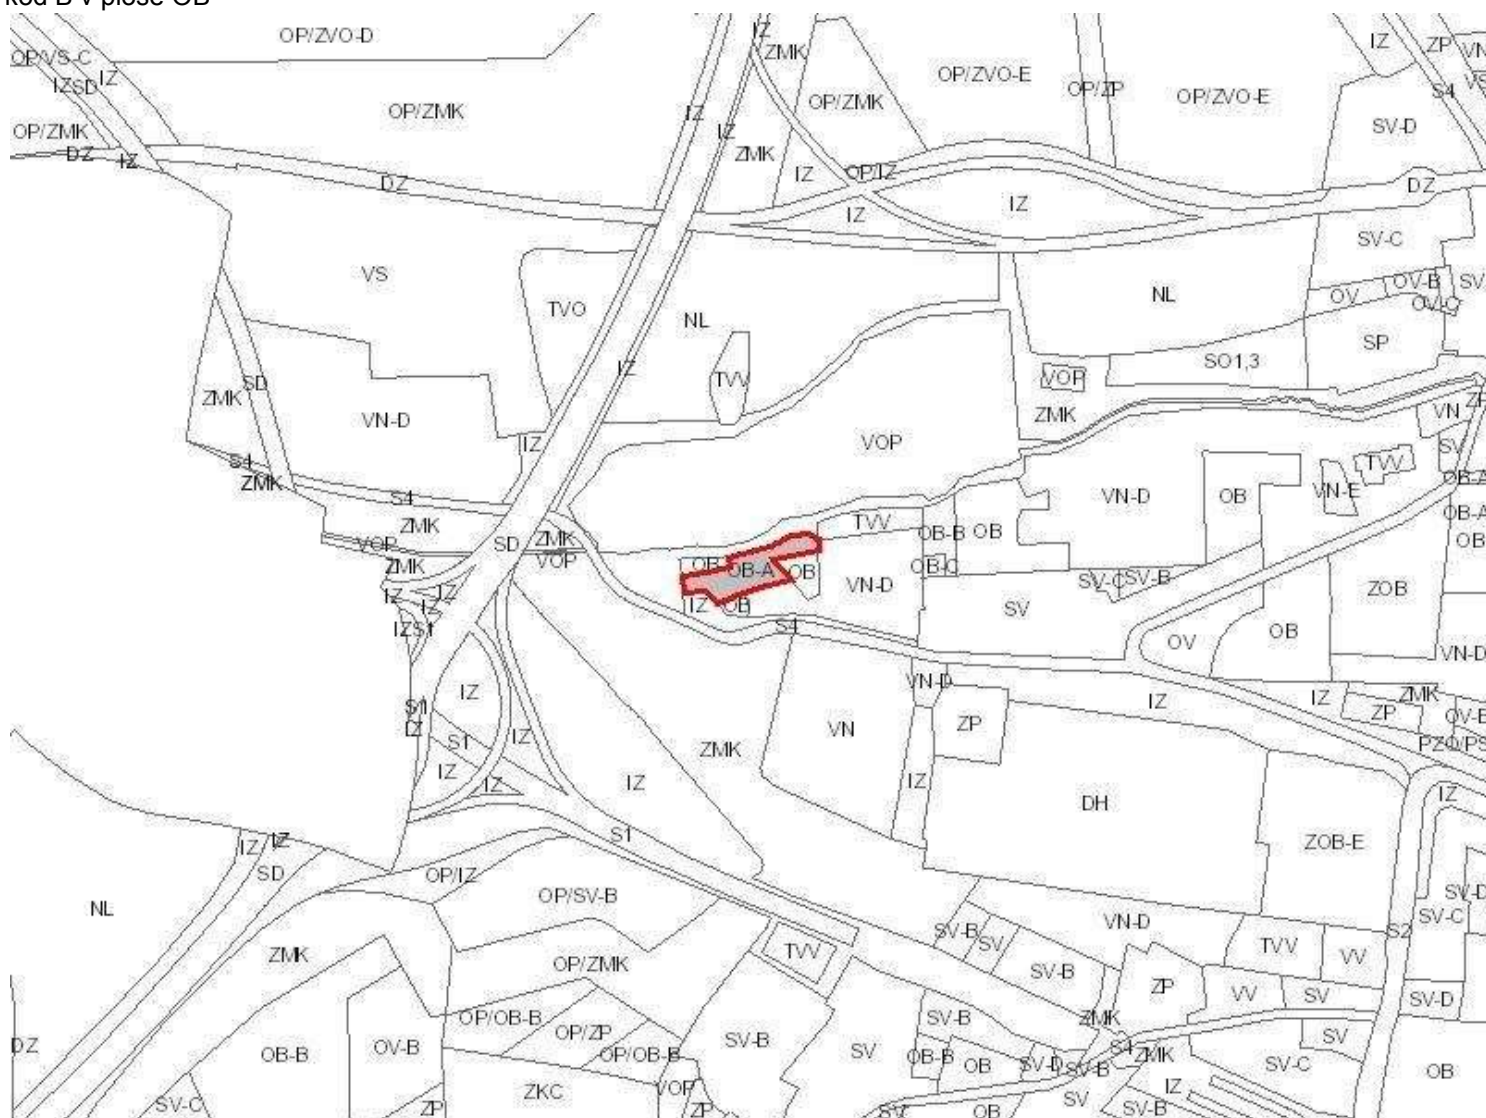 kód B v ploše OB
OP/ZVO-D
IZ
ZMK
OP/ZVO-E
OP/ZP
OP/ZVO-E
IZ
ZP
VN
OP/VS-C
IZ
SD
IZ
OP/ZMK
OP/ZMK
IZ
IZ
S4
SV-D
OP/ZMK
DZ
IZ
ZMK
DZ
IZ
OP/IZ
DZ
IZ
IZ
SV-C
VS
TVO
NL
NL
OV
OV-B
OV-C
SV
SP
IZ
TVV
SO1,3
VOP
ZMK
SD
VN-D
ZMK
VN
ZP
IZ
VOP
SV
TVV
VN-E
OB-A
S4
ZMK
S4
VN-D
OB
ZMK
SD
ZMK
VOP
TVV
OB-B
OB
OB-A
OB
VOP
ZMK
OB
OB-A
OB
VN-D
OB-C
SV-C
SV-B
ZOB
IZ
IZ
IZ
IZ
S1
IZ
OB
SV
S4
OV
OB
VN-D
VN-D
IZ
IZ
IZ
ZMK
ZP
OV-B
S1
IZ
S1
IZ
ZMK
VN
ZP
IZ
IZ
IZ
IZ
DH
IZ
S1
ZOB-E
IZ
IZ
SD
OP/IZ
OP/SV-B
NL
SV-D
SV-C
VN-D
SV-B
SV
S2
ZMK
OP/ZMK
TVV
SV-B
TVV
VV
ZP
VV
SV
SV-D
OP/OB-B
OP/ZP
OP/OB-B
SV-B
SV-B
ZMK
SV
DZ
OB-B
OV-B
SV
OB-B
OB
SV-D
SV-B
S4
ZMK
SV-C
OB
ZKC
VOP
ZP
IZ
SV-C
ZP
SV
OB
SV
SV-B